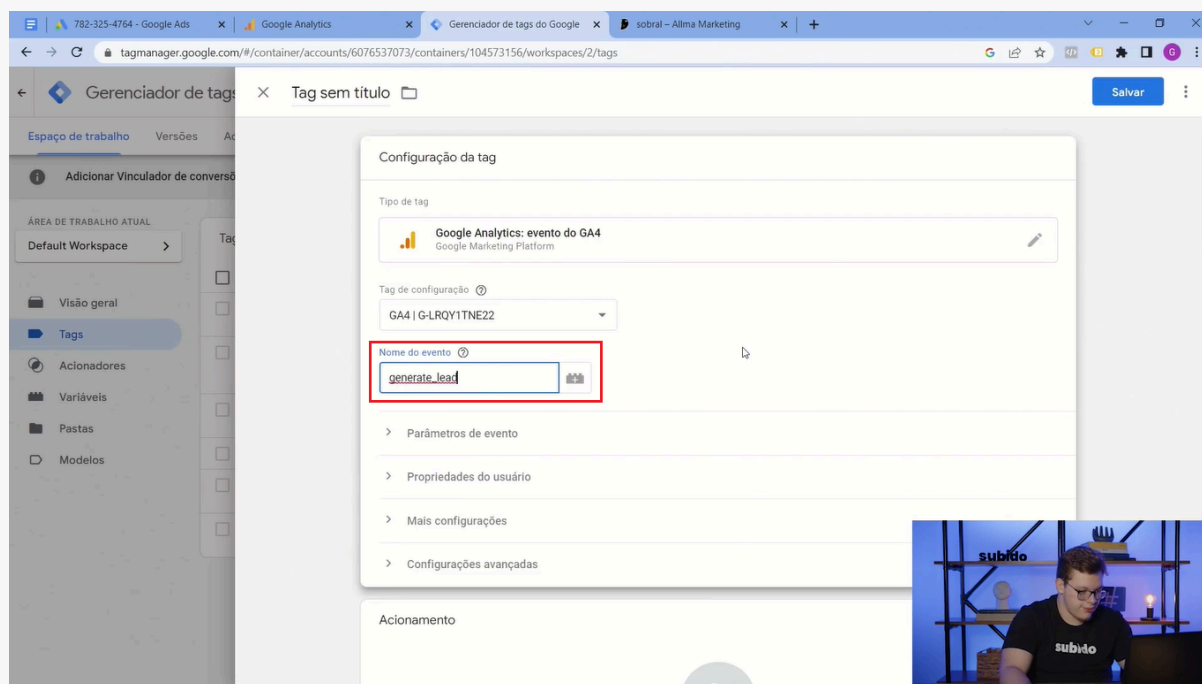 782-325-4764 - Google Ads
Google Analytics
Gerenciador de tags do Google
sobral – Allma Marketing
tagmanager.google.com/#/container/accounts/6076537073/containers/104573156/workspaces/2/tags
G
Gerenciador de tags
Tag sem título
Salvar
Espaço de trabalho
Versões
Adicionar Vinculador de conversõ
Configuração da tag
Tipo de tag
Google Analytics: evento do GA4
Google Marketing Platform
ÁREA DE TRABALHO ATUAL
Default Workspace
Tag
Tag de configuração
GA4 | G-LRQY1TNE22
Visão geral
Tags
Acionadores
Variáveis
Pastas
Modelos
Nome do evento
generate_lead
Parâmetros de evento
Propriedades do usuário
Mais configurações
Configurações avançadas
Acionamento
subido
subido